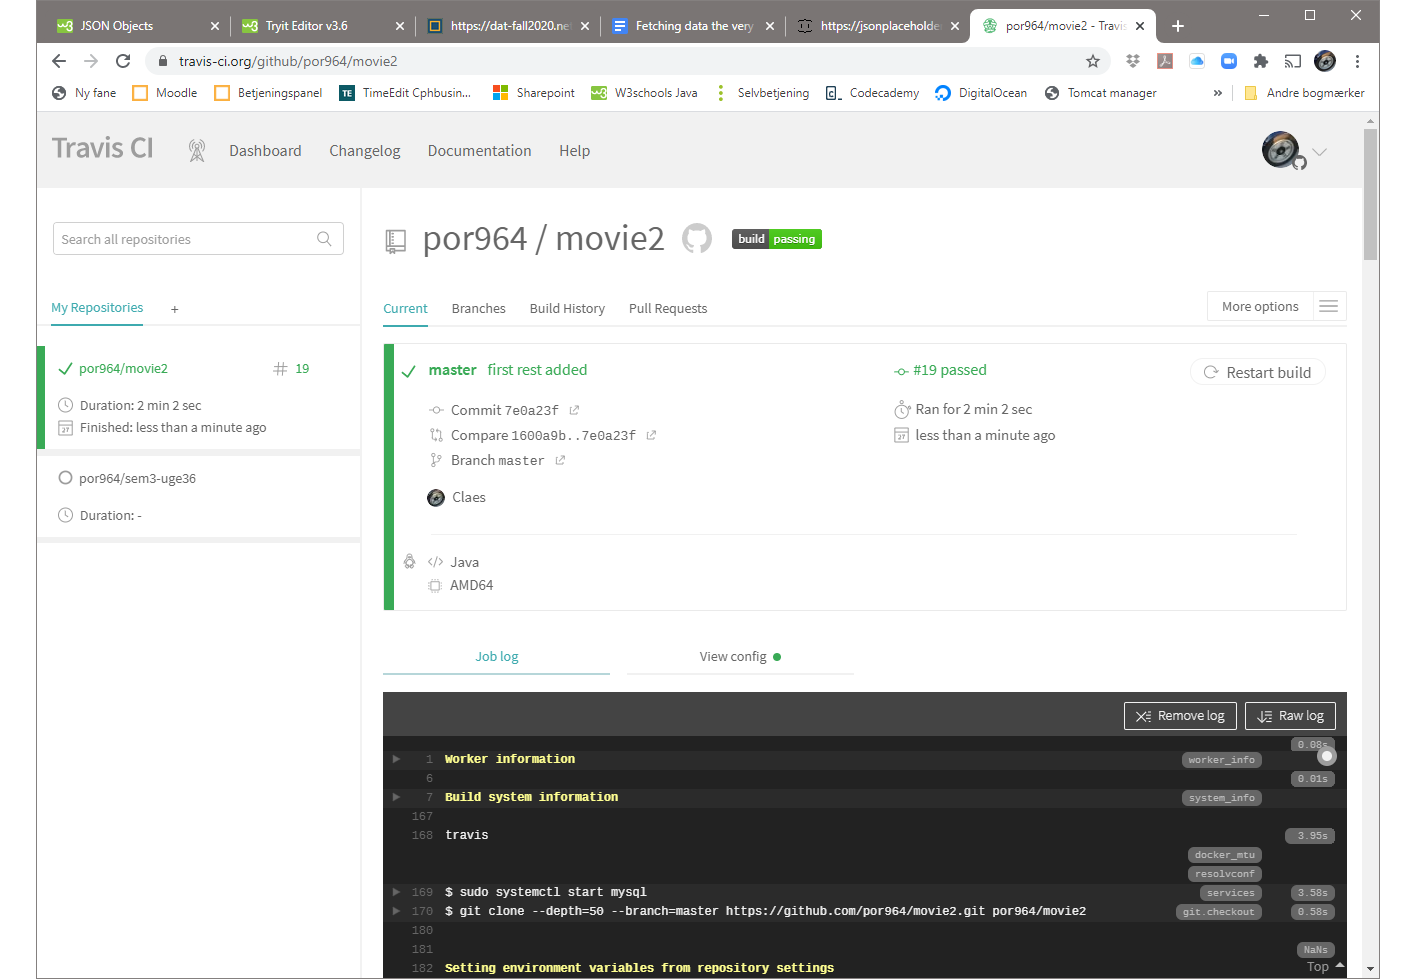 JSON Objects
Tryit Editor v3.6
https://dat-fall2020.ne
Fetching data the very
https://jsonplaceholde
por964/movie2 - Travis
travis-ci.org/github/por964/movie2
Ny fane
Moodle
Betjeningspanel
TE TimeEdit Cphbusin...
Sharepoint
W3schools Java
Selvbetjening
Codecademy
DigitalOcean
Tomcat manager
»
Andre bogmærker
Travis CI
Dashboard
Changelog
Documentation
Help
Search all repositories
por964 / movie2
build passing
My Repositories
+
Current
Branches
Build History
Pull Requests
More options
por964/movie2
# 19
Duration: 2 min 2 sec
Finished: less than a minute ago
por964/sem3-uge36
Duration: -
master first rest added
#19 passed
Restart build
Commit 7e0a23f
Ran for 2 min 2 sec
Compare 1600a9b..7e0a23f
less than a minute ago
Branch master
Claes
Java
AMD64
Job log
View config
Remove log
Raw log
0.08s
1 Worker information worker_info
6 0.01s
7 Build system information system_info
167
168 travis 3.95s
docker_mtu
resolvconf
169 $ sudo systemctl start mysql services 3.58s
170 $ git clone --depth=50 --branch=master https://github.com/por964/movie2.git por964/movie2 git.checkout 0.58s
180
181 NaNs
182 Setting environment variables from repository settings
Top